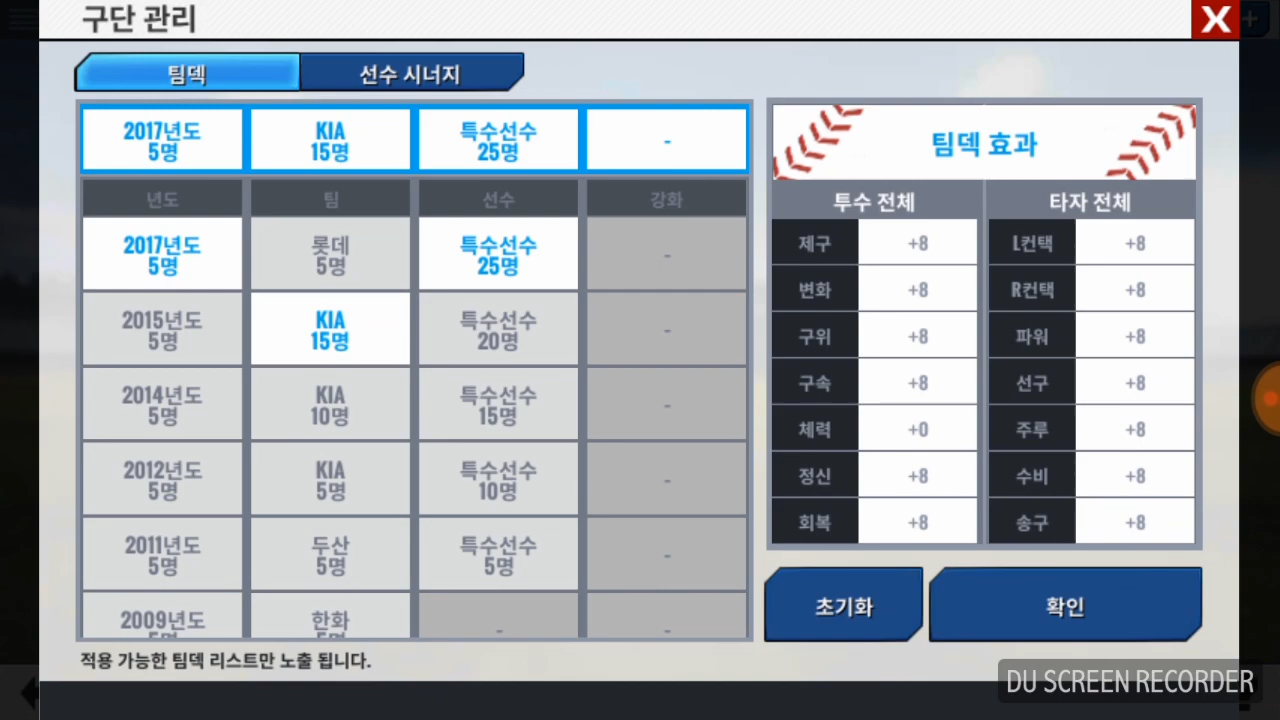 구단 관리
X
팀덱
선수 시너지
2017년도
5명
KIA
15명
특수선수
25명
-
년도
팀
선수
강화
2017년도
5명
롯데
5명
특수선수
25명
-
2015년도
5명
KIA
15명
특수선수
20명
-
2014년도
5명
KIA
10명
특수선수
15명
-
2012년도
5명
KIA
5명
특수선수
10명
-
2011년도
5명
두산
5명
특수선수
5명
-
2009년도
5명
한화
5명
-
-
적용 가능한 팀덱 리스트만 노출 됩니다.
팀덱 효과
투수 전체
타자 전체
제구 +8 L컨택 +8
변화 +8 R컨택 +8
구위 +8 파워 +8
구속 +8 선구 +8
체력 +0 주루 +8
정신 +8 수비 +8
회복 +8 송구 +8
초기화
확인
DU SCREEN RECORDER